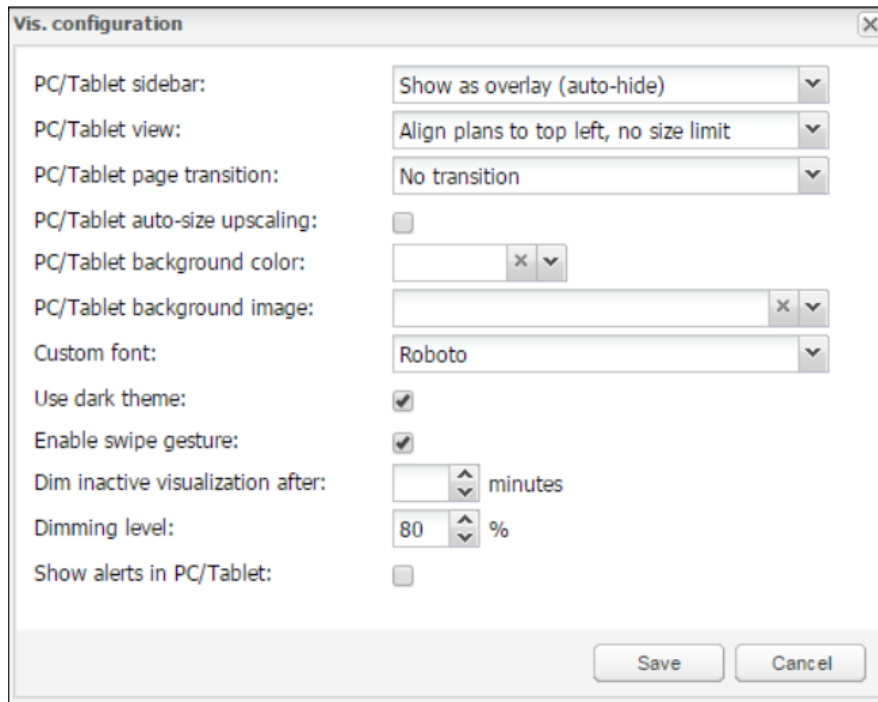 Vis. configuration
PC/Tablet sidebar: Show as overlay (auto-hide)
PC/Tablet view: Align plans to top left, no size limit
PC/Tablet page transition: No transition
PC/Tablet auto-size upscaling:
PC/Tablet background color:
PC/Tablet background image:
Custom font: Roboto
Use dark theme:
Enable swipe gesture:
Dim inactive visualization after: minutes
Dimming level: 80 %
Show alerts in PC/Tablet:
Save Cancel